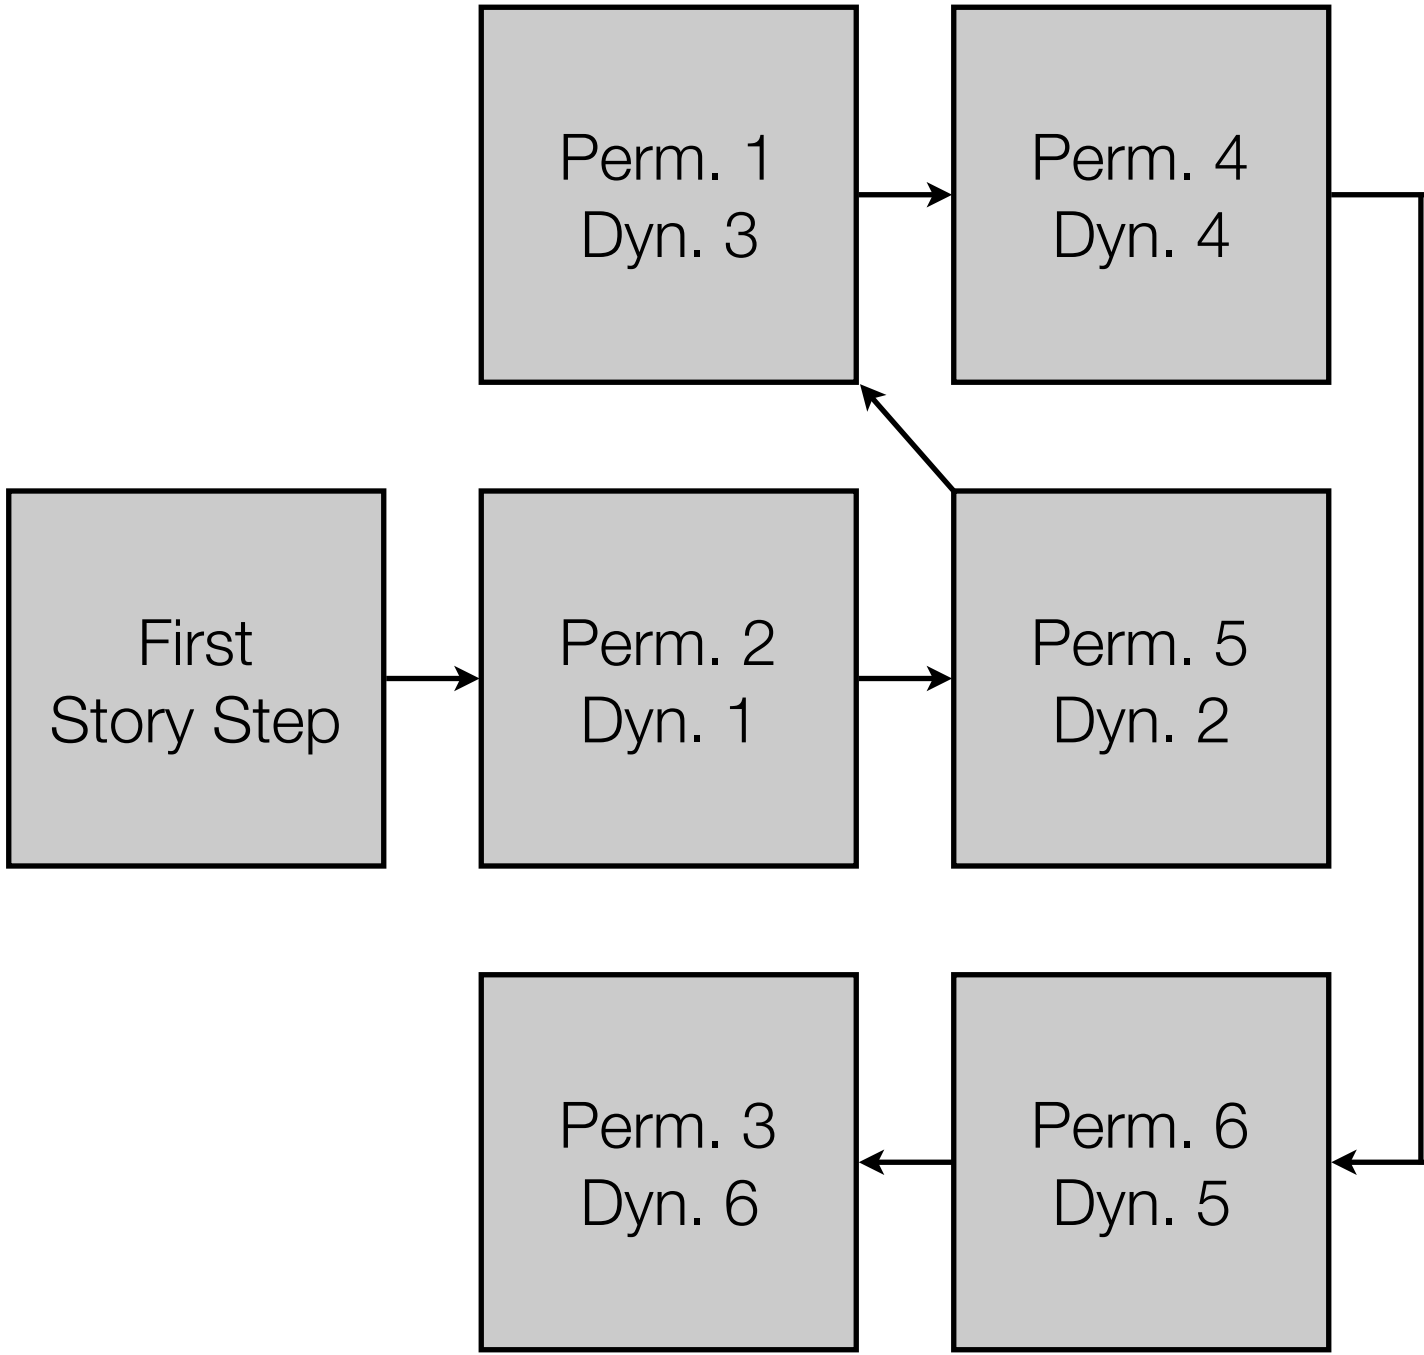 Perm. 1
Dyn. 3
Perm. 4
Dyn. 4
First
Story Step
Perm. 2
Dyn. 1
Perm. 5
Dyn. 2
Perm. 3
Dyn. 6
Perm. 6
Dyn. 5